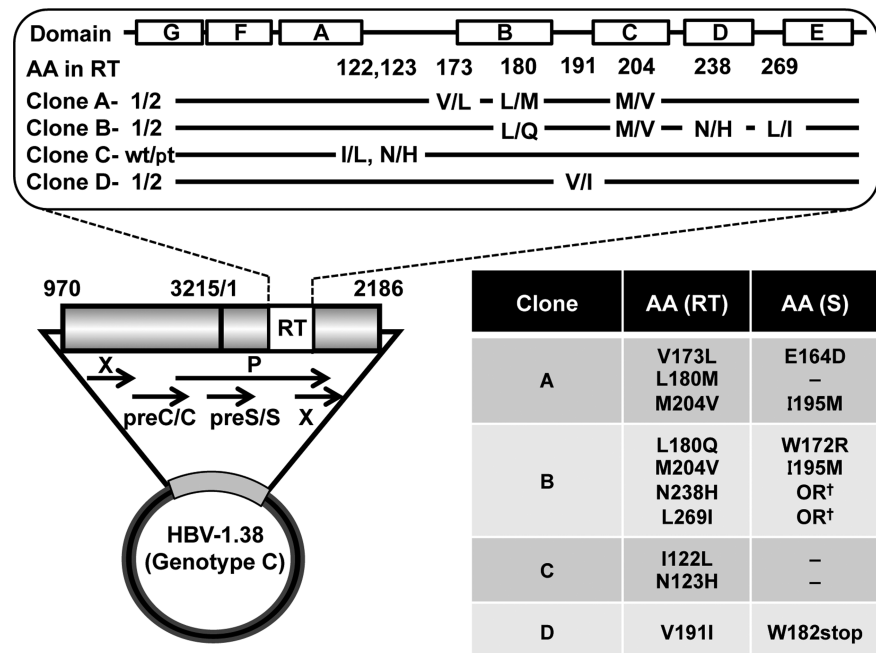 Domain G F A B C D E
AA in RT 122,123 173 180 191 204 238 269
Clone A- 1/2 V/L L/M M/V
Clone B- 1/2 L/Q M/V N/H L/I
Clone C- wt/pt I/L, N/H
Clone D- 1/2 V/I
970 3215/1 2186
RT
X P
preC/C preS/S X
HBV-1.38
(Genotype C)
Clone AA (RT) AA (S)
A
V173L E164D
L180M –
M204V I195M
B
L180Q W172R
M204V I195M
N238H OR†
L269I OR†
C
I122L –
N123H –
D V191I W182stop